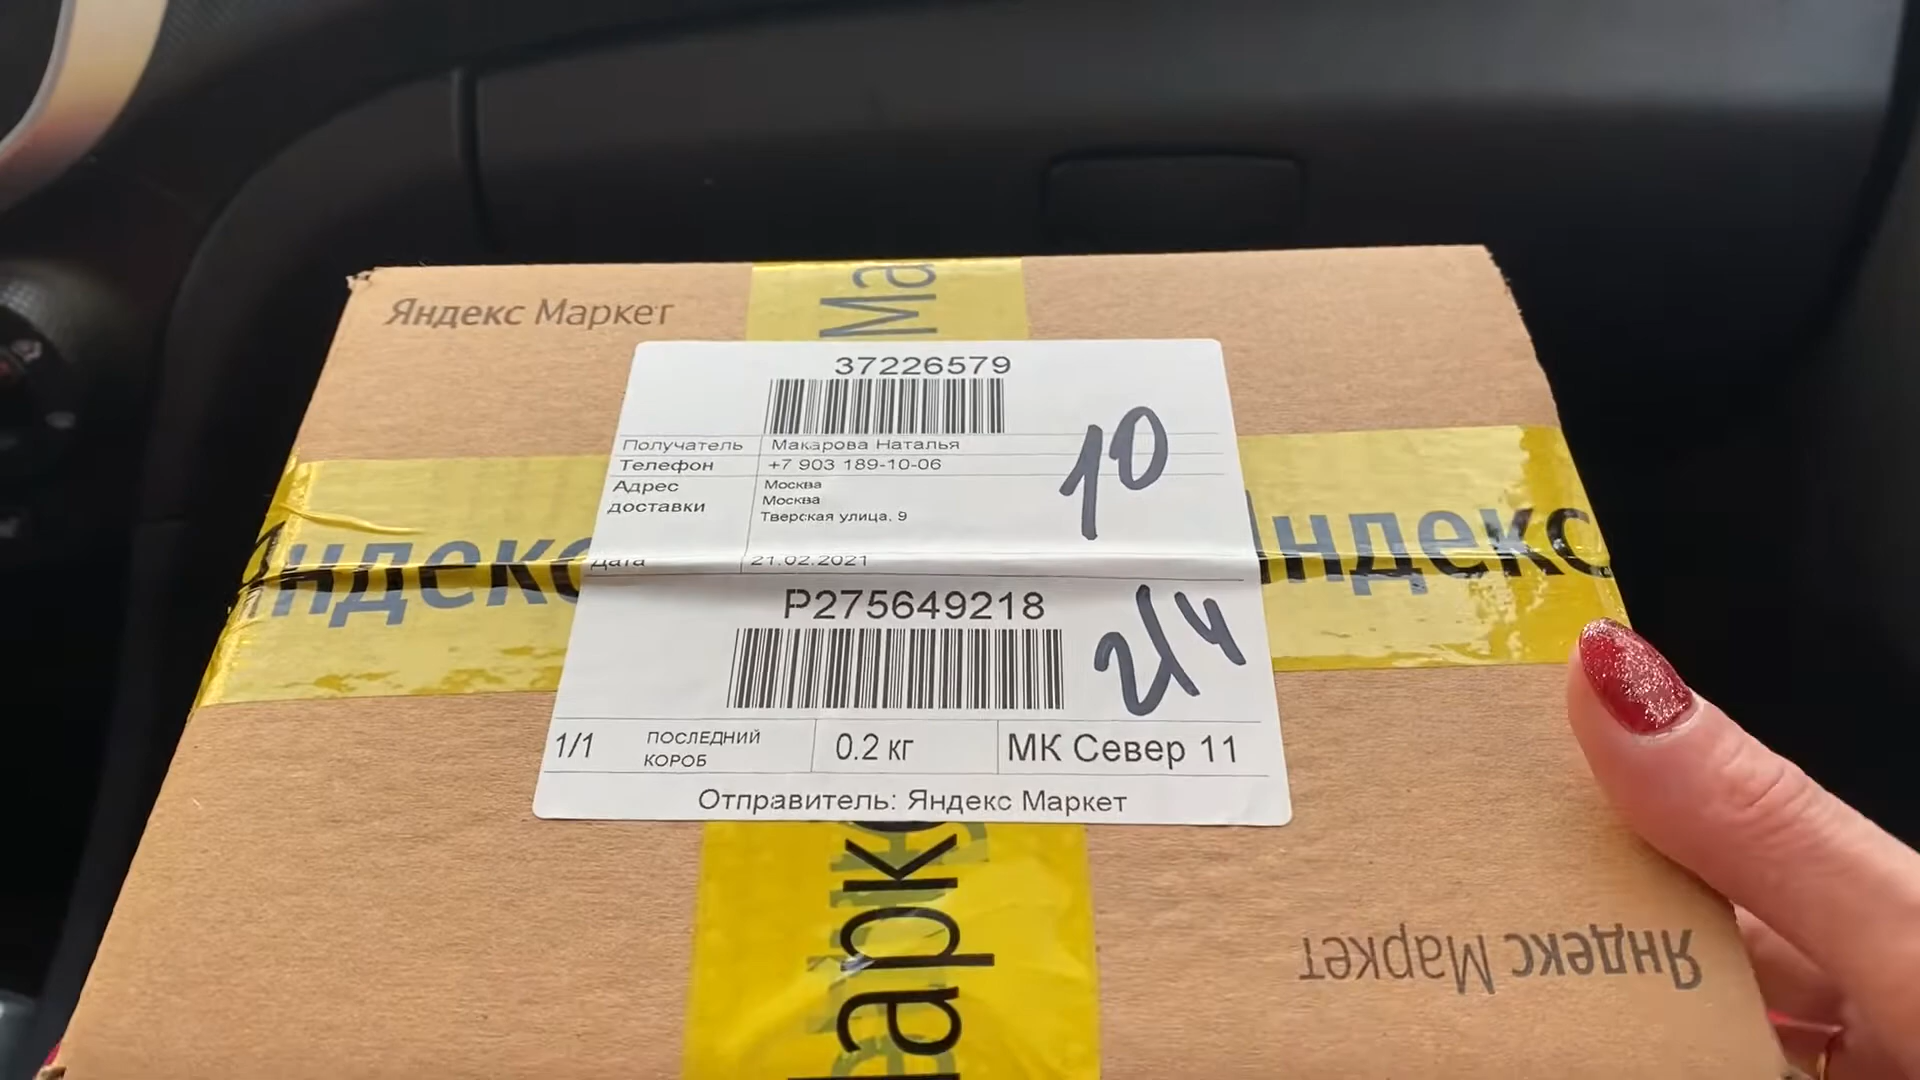 Яндекс Маркет
Ма
37226579
Получатель Макарова Наталья
Телефон +7 903 189-10-06
Адрес доставки
Москва
Москва
Тверская улица, 9
10
Дата 21.02.2021
Яндекс
Яндекс
P275649218
2/4
1/1 ПОСЛЕДНИЙ КОРОБ 0.2 кг МК Север 11
Отправитель: Яндекс Маркет
арк
Яндекс Маркет